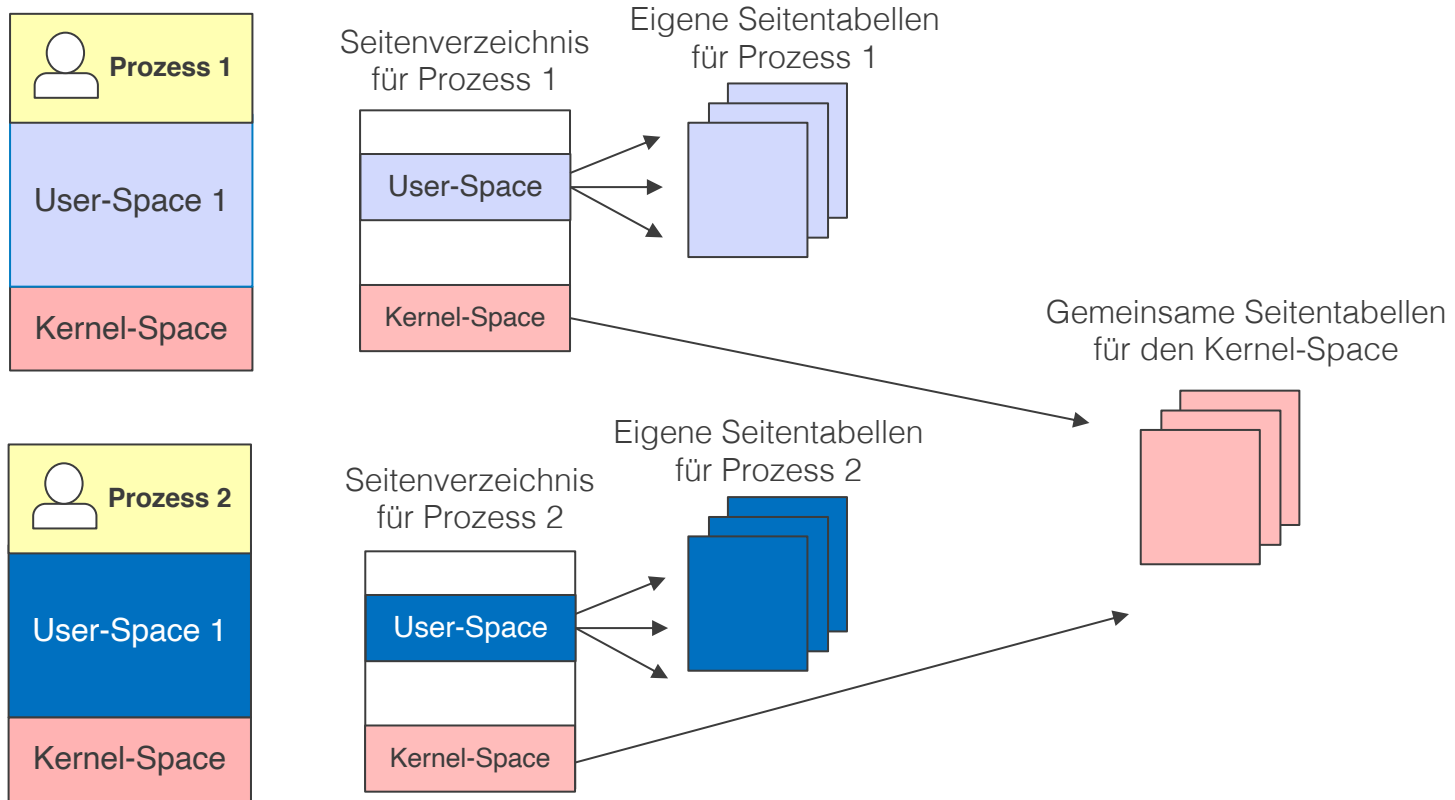 Prozess 1
User-Space 1
Kernel-Space
Seitenverzeichnis
für Prozess 1
User-Space
Kernel-Space
Eigene Seitentabellen
für Prozess 1
Gemeinsame Seitentabellen
für den Kernel-Space
Prozess 2
User-Space 1
Kernel-Space
Seitenverzeichnis
für Prozess 2
User-Space
Kernel-Space
Eigene Seitentabellen
für Prozess 2